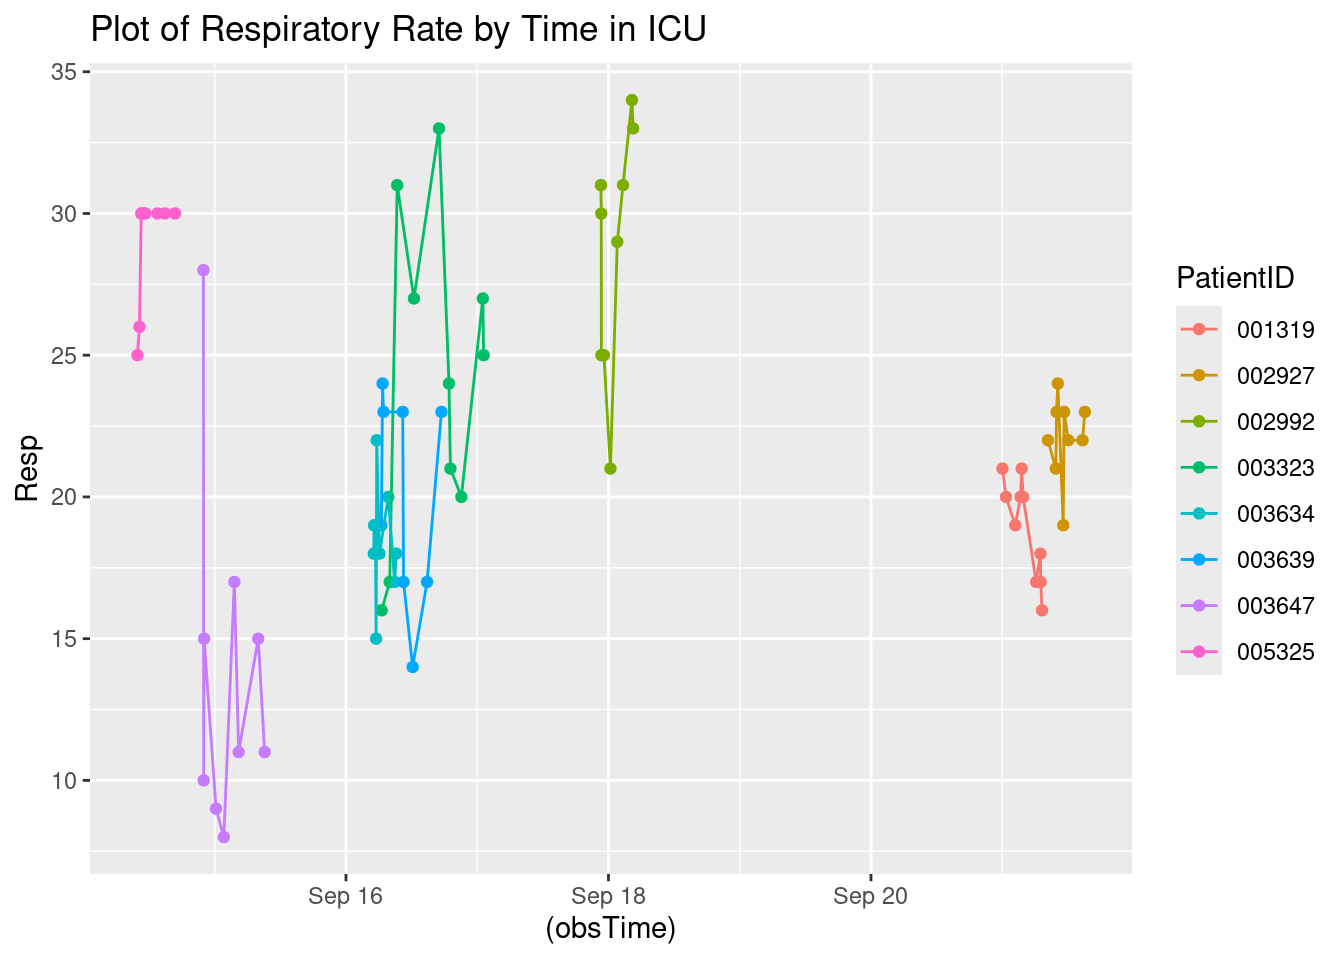 Plot of Respiratory Rate by Time in ICU
35
30
25
20
15
10
Resp
Sep 16
Sep 18
Sep 20
(obsTime)
PatientID
001319
002927
002992
003323
003634
003639
003647
005325